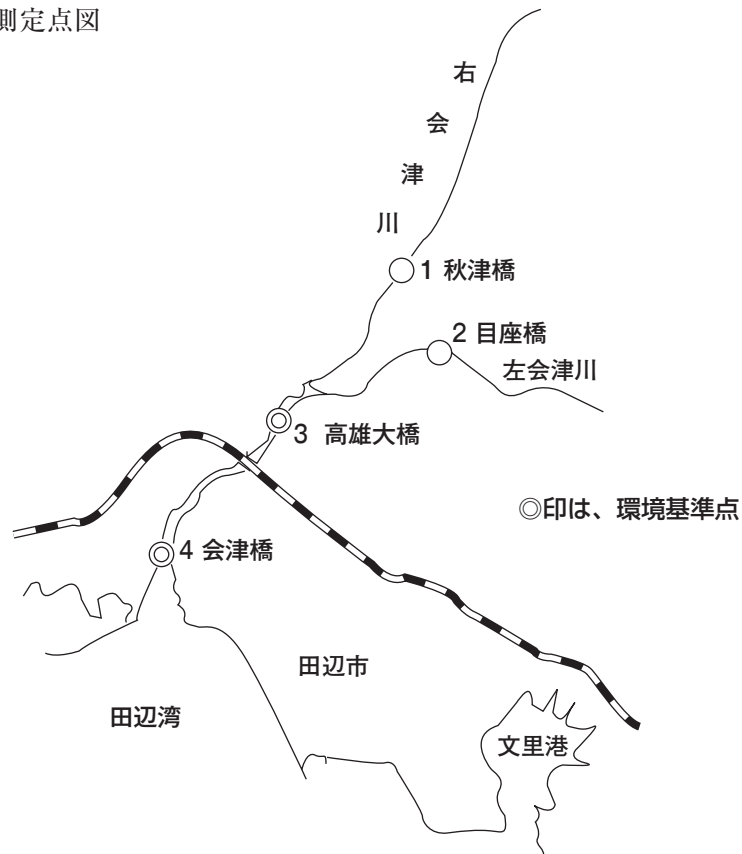 測定点図
右会津川
1 秋津橋
2 目座橋
左会津川
3 高雄大橋
◎印は、環境基準点
4 会津橋
田辺市
田辺湾
文里港